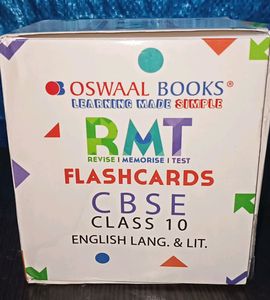 OSWAAL BOOKS®
LEARNING MADE SIMPLE
RMT
REVISE | MEMORISE | TEST
FLASHCARDS
CBSE
CLASS 10
ENGLISH LANG. & LIT.